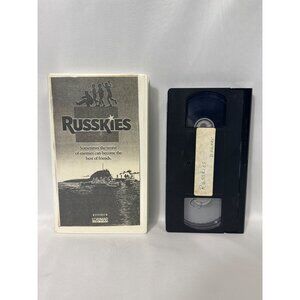 RUSSKIES
Sometimes the worst
of enemies can become the
best of friends.
Russkies